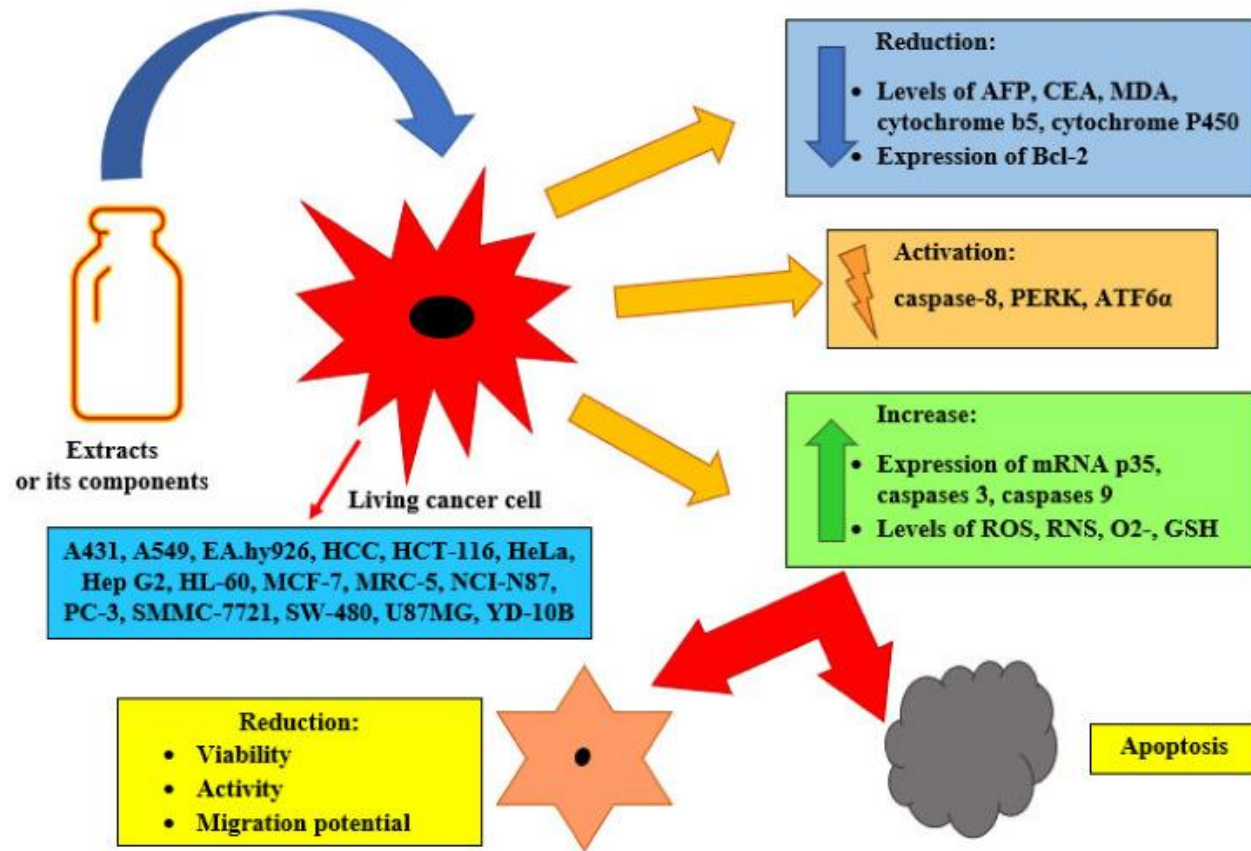 Reduction:
• Levels of AFP, CEA, MDA,
cytochrome b5, cytochrome P450
• Expression of Bcl-2
Activation:
caspase-8, PERK, ATF6α
Extracts
or its components
Living cancer cell
Increase:
• Expression of mRNA p35,
caspases 3, caspases 9
• Levels of ROS, RNS, O2-, GSH
A431, A549, EA.hy926, HCC, HCT-116, HeLa,
Hep G2, HL-60, MCF-7, MRC-5, NCI-N87,
PC-3, SMMC-7721, SW-480, U87MG, YD-10B
Reduction:
• Viability
• Activity
• Migration potential
Apoptosis